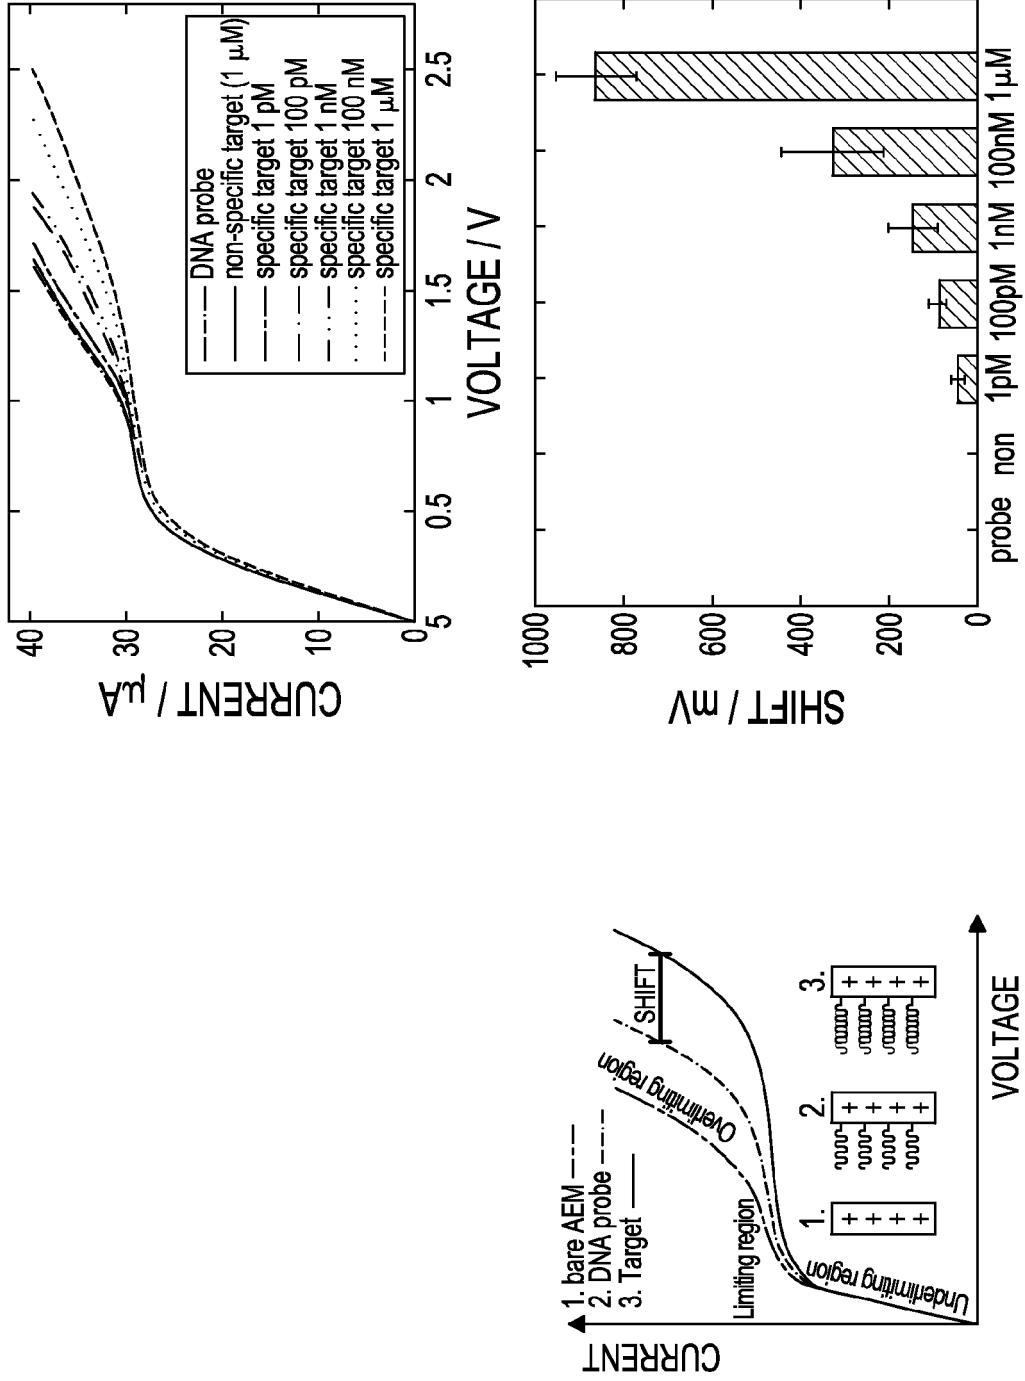 CURRENT / μA
40
30
20
10
0
5
0.5
1
1.5
2
2.5
VOLTAGE / V
DNA probe
non-specific target (1 μM)
specific target 1 pM
specific target 100 pM
specific target 1 nM
specific target 100 nM
specific target 1 μM
CURRENT
1. bare AEM
2. DNA probe
3. Target
SHIFT
Overlimiting region
Limiting region
Underlimiting region
1.
2.
3.
+ + + +
+ + + +
+ + + +
VOLTAGE
SHIFT / mV
1000
800
600
400
200
0
probe non 1pM 100pM 1nM 100nM 1μM